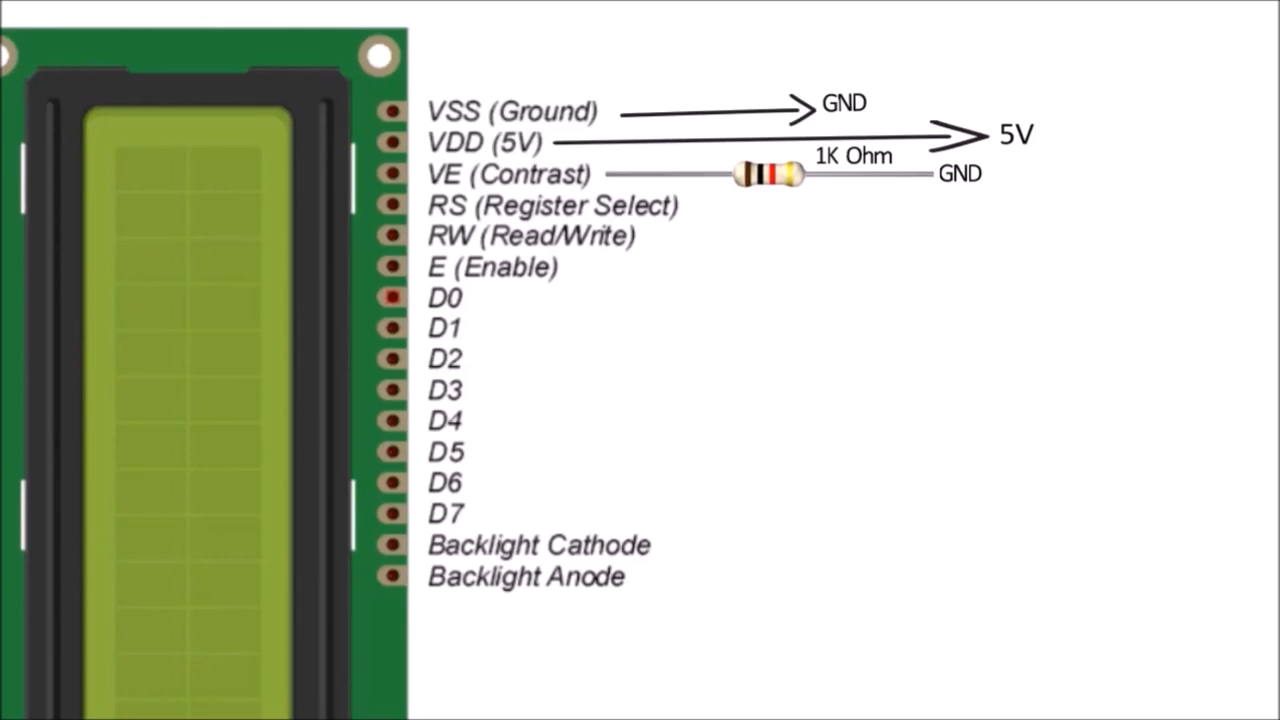 VSS (Ground) GND
VDD (5V) 5V
1K Ohm
VE (Contrast) GND
RS (Register Select)
RW (Read/Write)
E (Enable)
D0
D1
D2
D3
D4
D5
D6
D7
Backlight Cathode
Backlight Anode